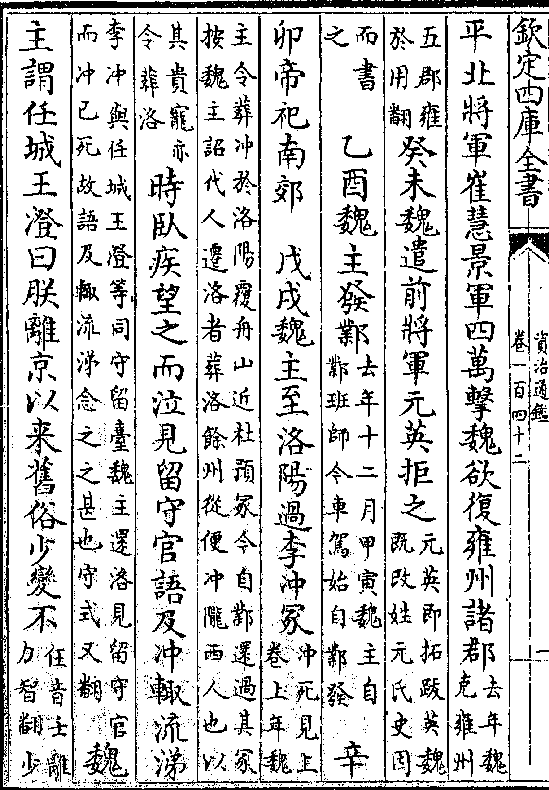 欽定四庫全書
資治通鑑
卷一百四十二
一
平北將軍崔慧景軍四萬擊魏欲復雍州諸郡去年魏克雍州
五郡雍於用翻癸未魏遣前將軍元英拒之元英即拓跋英魏既改姓元氏史因
而書之 乙酉魏主發鄴去年十二月甲寅魏主自鄴班師今車駕始自鄴發 辛
卯帝祀南郊 戊戌魏主至洛陽過李沖冢沖死見上卷上年魏
主令葬沖於洛陽覆舟山近杜預冢今自鄴還過其冢按魏主詔代人遷洛者葬洛餘州從便沖隴西人也以
其貴寵亦令葬洛時臥疾望之而泣見留守官語及沖輙流涕
李沖與任城王澄等同守留臺魏主還洛見留守官而沖已死故語及輙流涕念之之甚也守式又翻魏
主謂任城王澄曰朕離京以来舊俗少變不任音壬離力智翻少